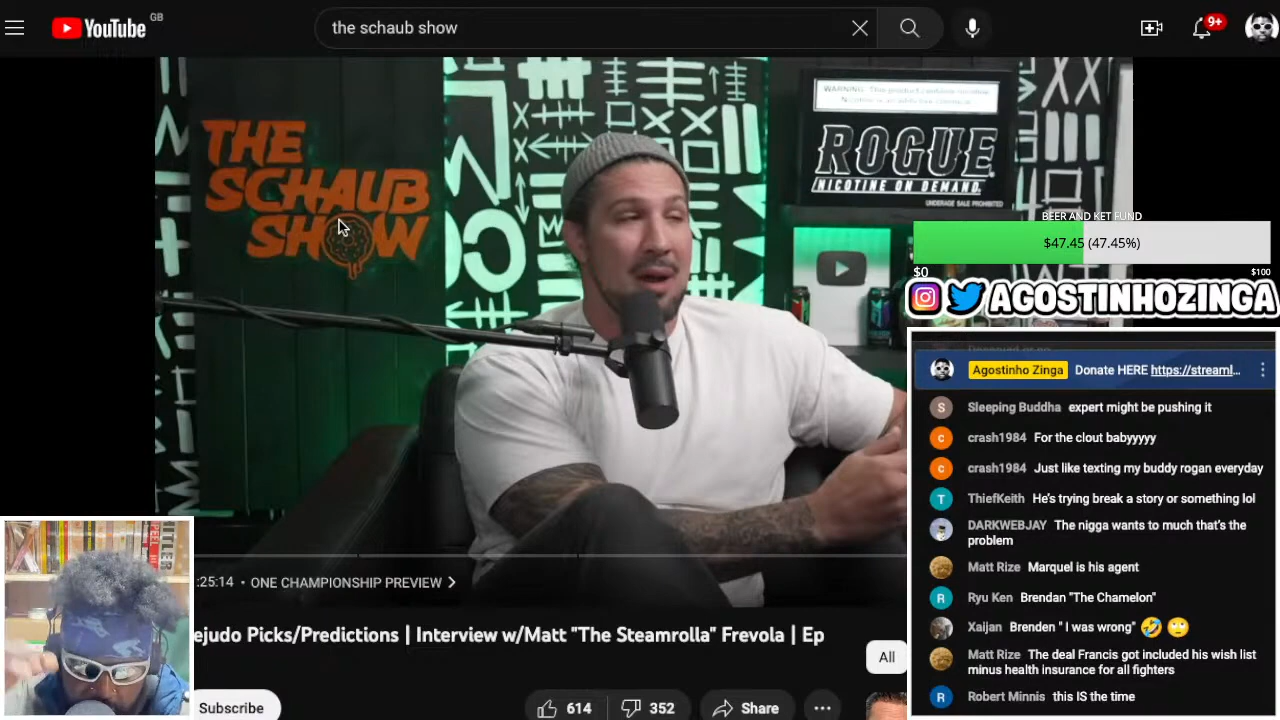 YouTube
GB
the schaub show
9+
THE
SCHAUB
SHOW
ROGUE
NICOTINE ON DEMAND.
UNDERAGE SALE PROHIBITED
BEER AND KET FUND
$47.45 (47.45%)
$0
$100
AGOSTINHOZINGA
Agostinho Zinga Donate HERE https://streaml...
S Sleeping Buddha expert might be pushing it
c crash1984 For the clout babyyyyy
c crash1984 Just like texting my buddy rogan everyday
T ThiefKeith He's trying break a story or something lol
DARKWEBJAY The nigga wants to much that's the
problem
Matt Rize Marquel is his agent
R Ryu Ken Brendan "The Chamelon"
Xaijan Brenden " I was wrong" 🤣 🙄
Matt Rize The deal Francis got included his wish list
minus health insurance for all fighters
R Robert Minnis this IS the time
:25:14 • ONE CHAMPIONSHIP PREVIEW
ejudo Picks/Predictions | Interview w/Matt "The Steamrolla" Frevola | Ep
All
Subscribe
614
352
Share